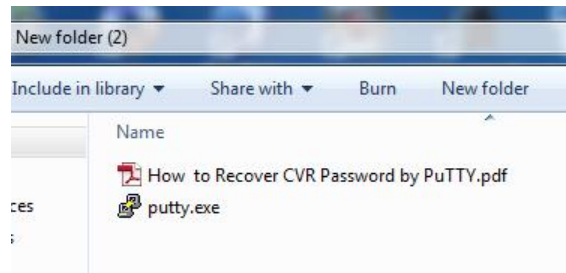 New folder (2)
Include in library Share with Burn New folder
Name
How to Recover CVR Password by PuTTY.pdf
ces putty.exe
s